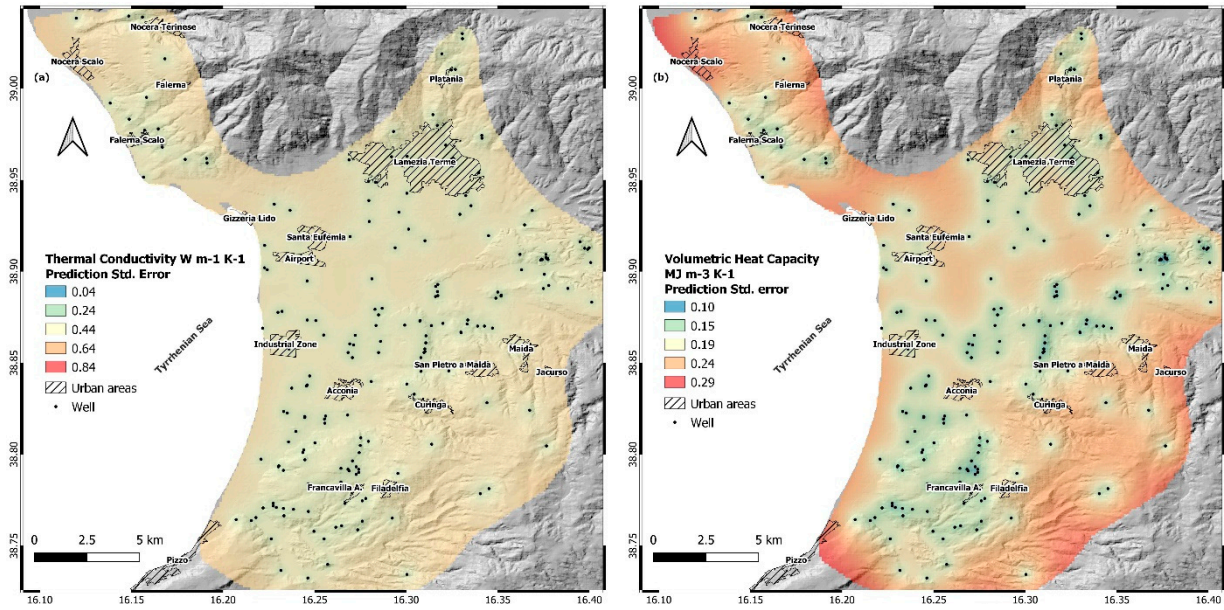 Nocera Terinese
Nocera Scalo
(a)
Falerna
Platania
Falerna Scalo
Lamezia Terme
Gizzeria Lido
Santa Eufemia
Airport
Thermal Conductivity W m-1 K-1
Prediction Std. Error
0.04
0.24
0.44
0.64
0.84
Urban areas
Well
Tyrrhenian Sea
Industrial Zone
Maida
San Pietro a Maida
Jacurso
Acconia
Curinga
Francavilla A.
Filadelfia
0 2.5 5 km
Pizzo
39.00
38.95
38.90
38.85
38.80
38.75
16.10 16.15 16.20 16.25 16.30 16.35 16.40
Nocera Terinese
Nocera Scalo
(b)
Falerna
Platania
Falerna Scalo
Lamezia Terme
Gizzeria Lido
Santa Eufemia
Airport
Volumetric Heat Capacity
MJ m-3 K-1
Prediction Std. error
0.10
0.15
0.19
0.24
0.29
Urban areas
Well
Tyrrhenian Sea
Industrial Zone
Maida
San Pietro a Maida
Jacurso
Acconia
Curinga
Francavilla A.
Filadelfia
0 2.5 5 km
Pizzo
39.00
38.95
38.90
38.85
38.80
38.75
16.10 16.15 16.20 16.25 16.30 16.35 16.40